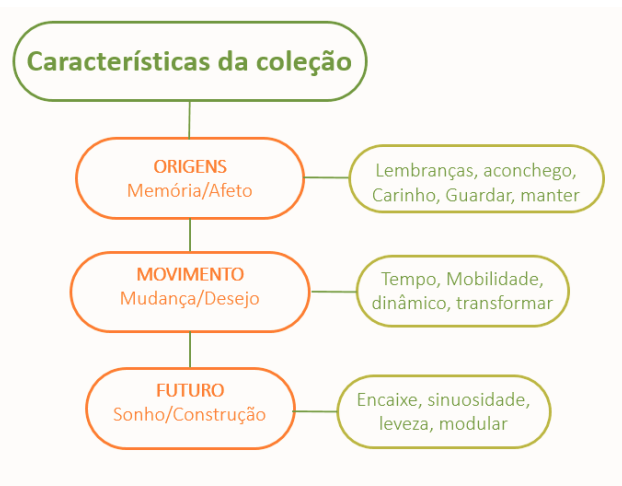 Características da coleção
ORIGENS
Memória/Afeto
Lembranças, aconchego,
Carinho, Guardar, manter
MOVIMENTO
Mudança/Desejo
Tempo, Mobilidade,
dinâmico, transformar
FUTURO
Sonho/Construção
Encaixe, sinuosidade,
leveza, modular